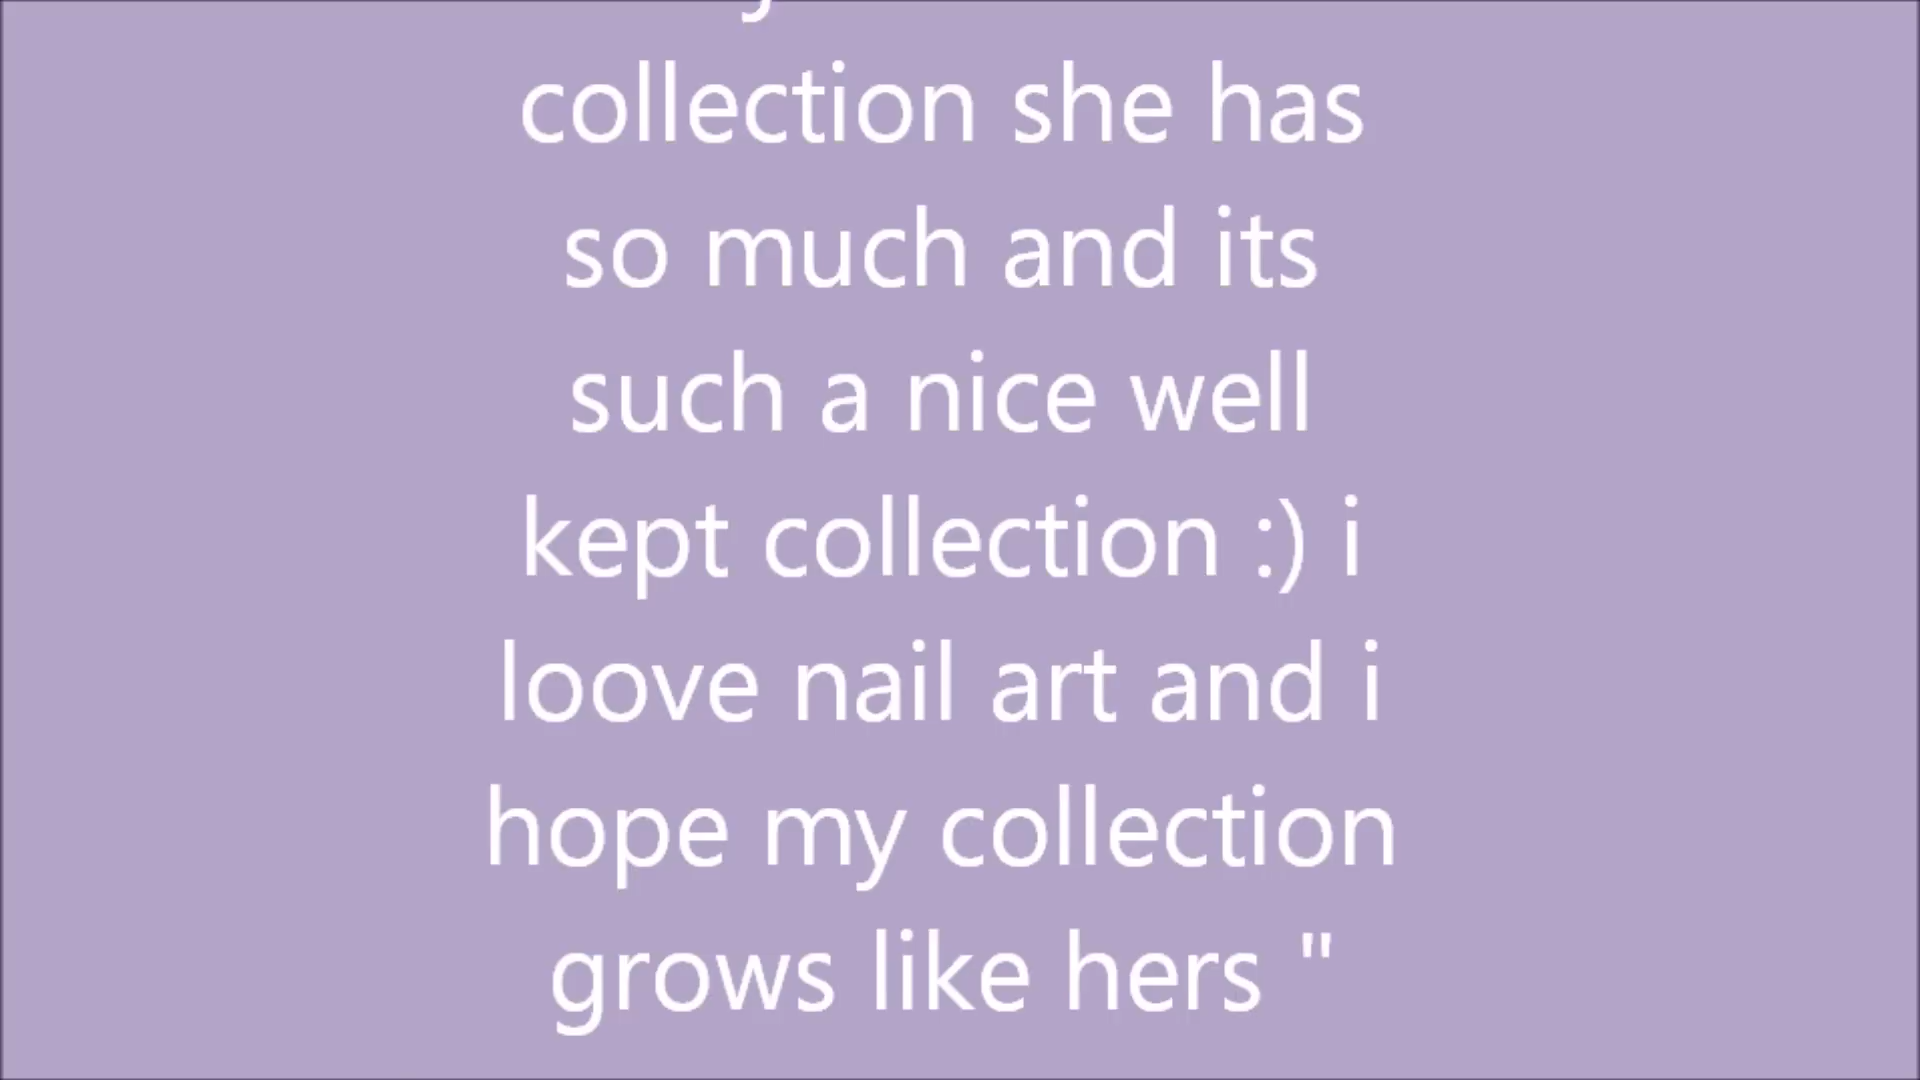 collection she has
so much and its
such a nice well
kept collection :) i
loove nail art and i
hope my collection
grows like hers "